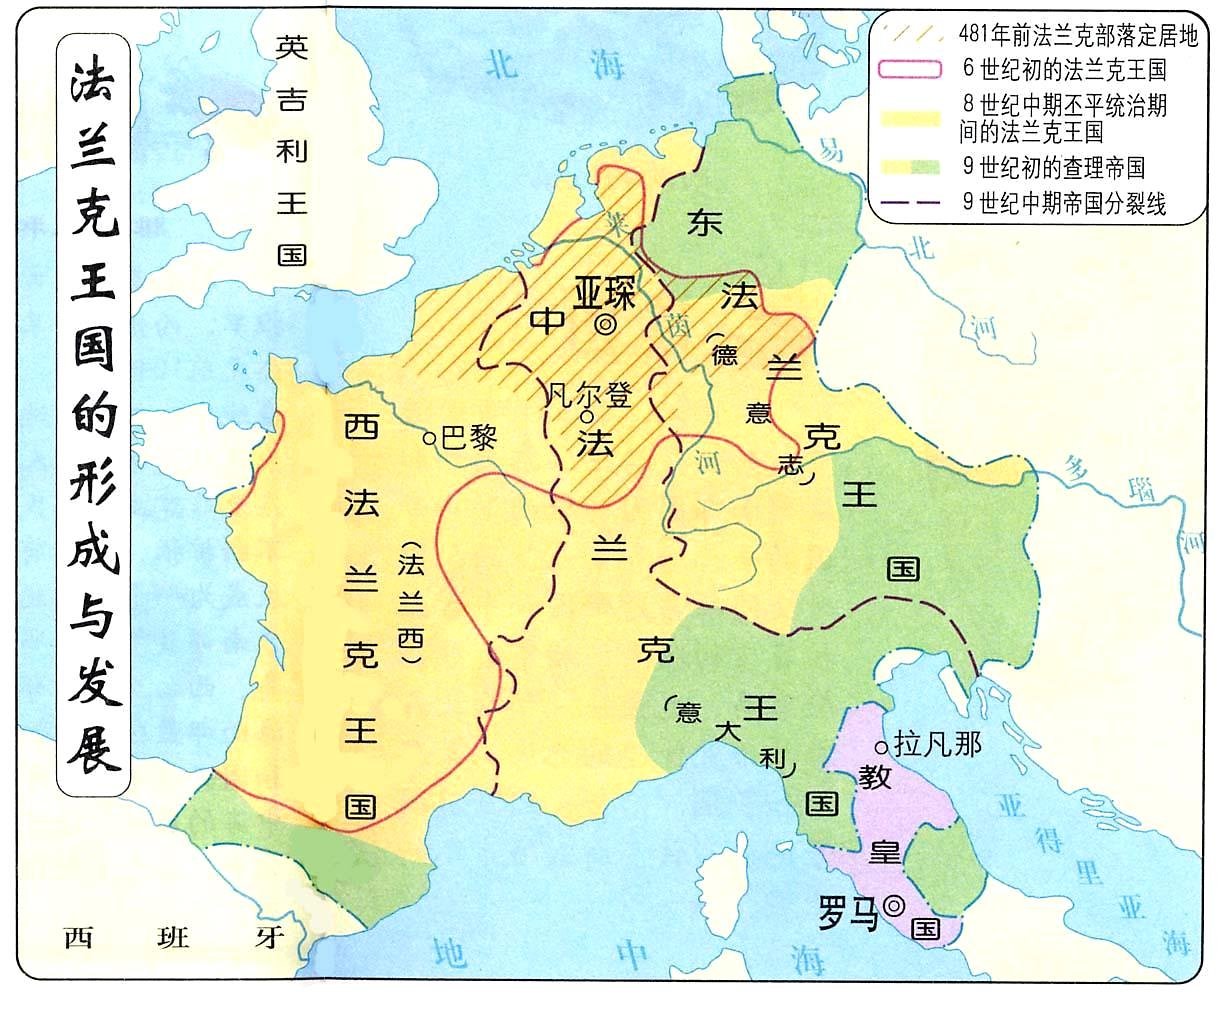 法兰克王国的形成与发展
481年前法兰克部落定居地
6世纪初的法兰克王国
8世纪中期丕平统治期
间的法兰克王国
9世纪初的查理帝国
9世纪中期帝国分裂线
英吉利王国
北海
易北河
莱茵河
多瑙河
东法兰克王国
(德意志)
中法兰克王国
(意大利)
西法兰克王国
(法兰西)
亚琛
凡尔登
巴黎
拉凡那
教皇国
罗马
亚得里亚海
地中海
西班牙